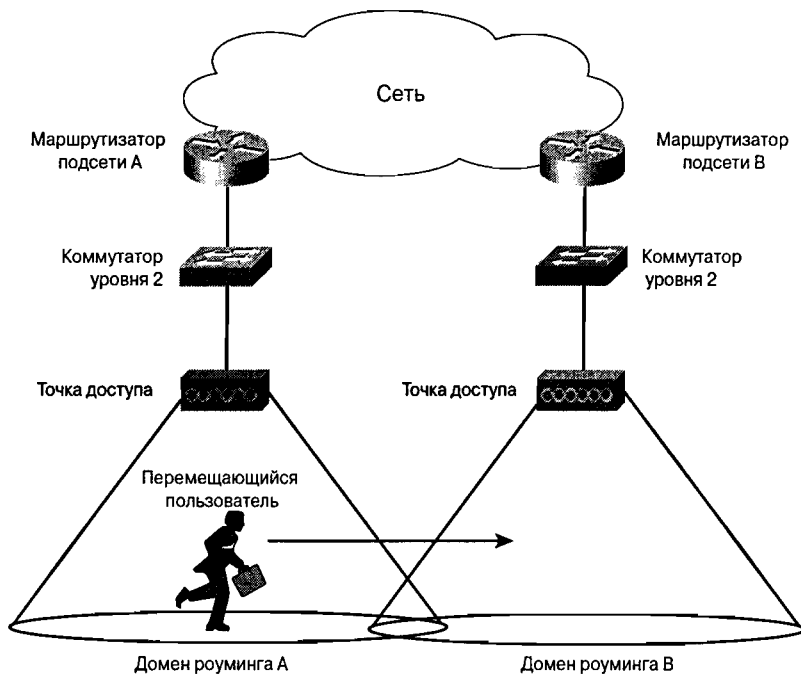 Сеть
Маршрутизатор
подсети А
Маршрутизатор
подсети В
Коммутатор
уровня 2
Коммутатор
уровня 2
Точка доступа
Точка доступа
Перемещающийся
пользователь
Домен роуминга А
Домен роуминга В